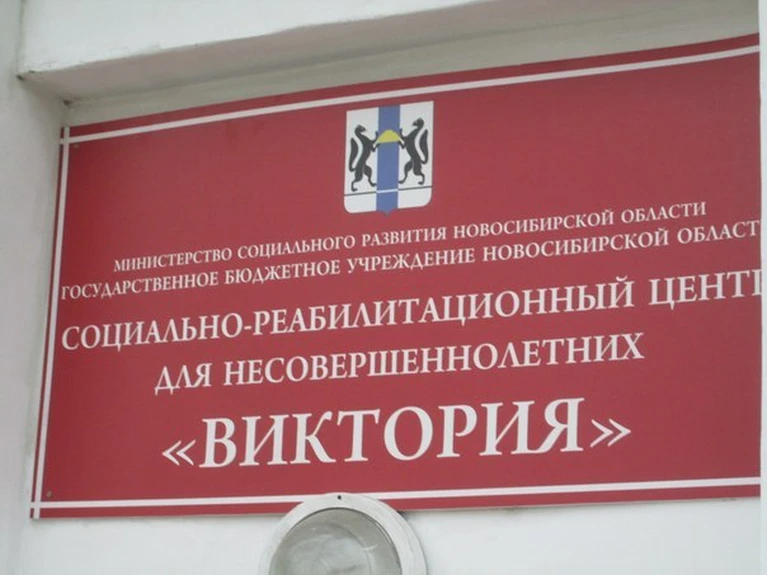 МИНИСТЕРСТВО СОЦИАЛЬНОГО РАЗВИТИЯ НОВОСИБИРСКОЙ ОБЛАСТИ
ГОСУДАРСТВЕННОЕ БЮДЖЕТНОЕ УЧРЕЖДЕНИЕ НОВОСИБИРСКОЙ ОБЛАСТ
СОЦИАЛЬНО-РЕАБИЛИТАЦИОННЫЙ ЦЕНТ
ДЛЯ НЕСОВЕРШЕННОЛЕТНИХ
«ВИКТОРИЯ»